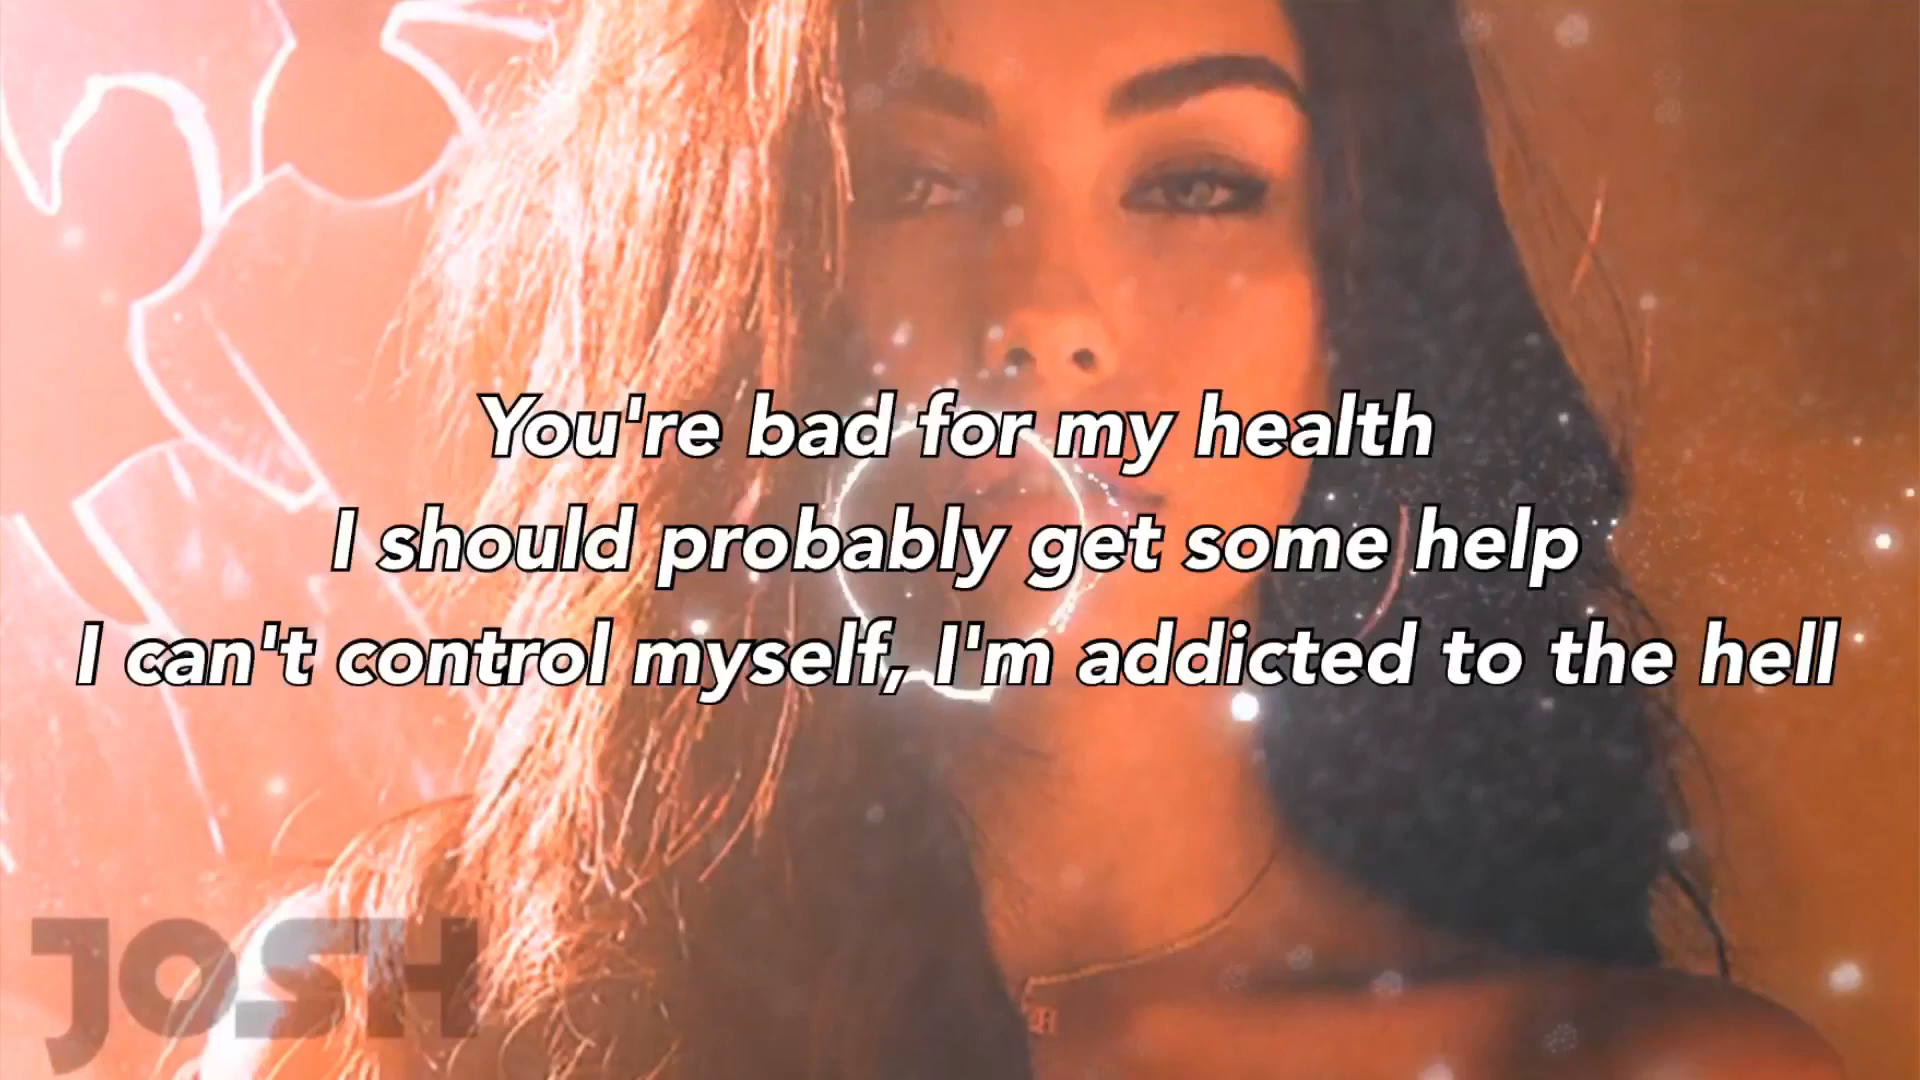 You're bad for my health
I should probably get some help
I can't control myself, I'm addicted to the hell
JOSH